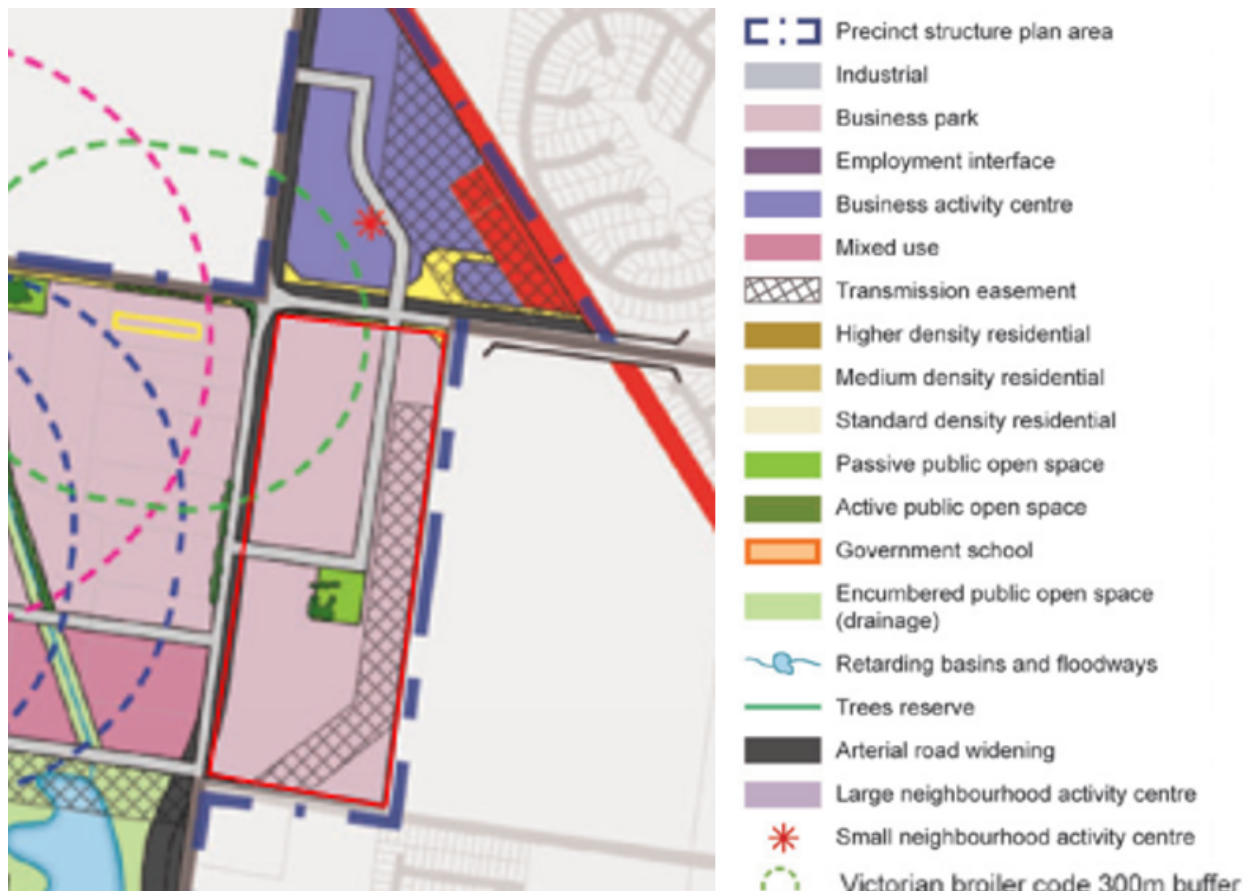 Precinct structure plan area
Industrial
Business park
Employment interface
Business activity centre
Mixed use
Transmission easement
Higher density residential
Medium density residential
Standard density residential
Passive public open space
Active public open space
Government school
Encumbered public open space
(drainage)
Retarding basins and floodways
Trees reserve
Arterial road widening
Large neighbourhood activity centre
Small neighbourhood activity centre
Victorian broiler code 300m buffer